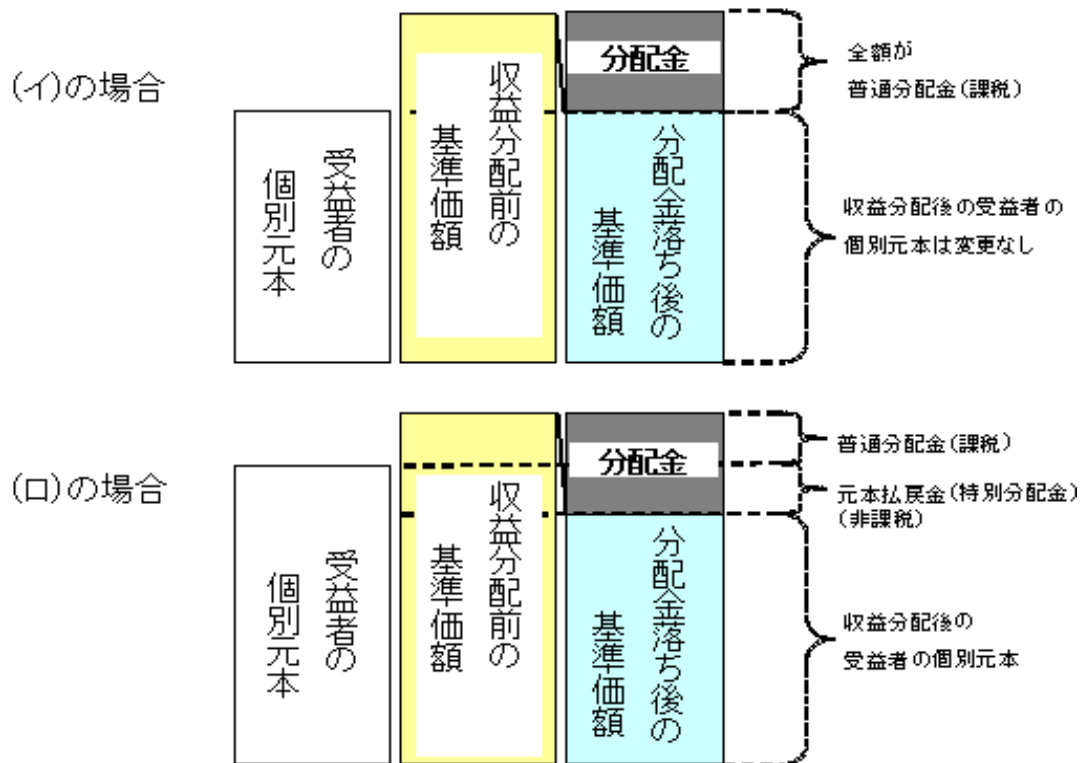 (イ)の場合
受益者の
個別元本
収益分配前の
基準価額
分配金
分配金落ち後の
基準価額
全額が
普通分配金(課税)
収益分配後の受益者の
個別元本は変更なし
(ロ)の場合
受益者の
個別元本
収益分配前の
基準価額
分配金
分配金落ち後の
基準価額
普通分配金(課税)
元本払戻金(特別分配金)
(非課税)
収益分配後の
受益者の個別元本